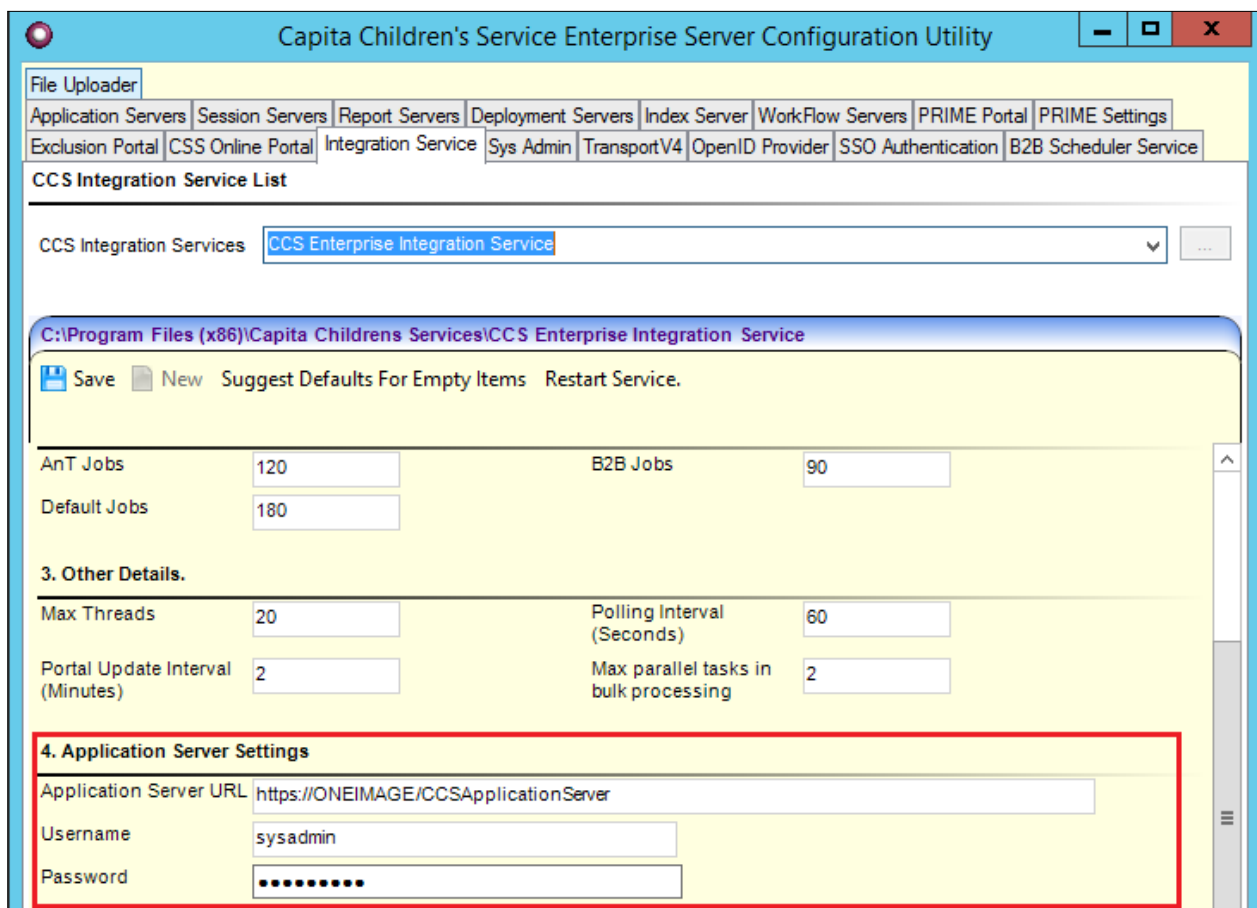 Capita Children's Service Enterprise Server Configuration Utility
x
File Uploader
Application Servers Session Servers Report Servers Deployment Servers Index Server WorkFlow Servers PRIME Portal PRIME Settings
Exclusion Portal CSS Online Portal Integration Service Sys Admin TransportV4 OpenID Provider SSO Authentication B2B Scheduler Service
CCS Integration Service List
CCS Integration Services CCS Enterprise Integration Service ...
C:\Program Files (x86)\Capita Childrens Services\CCS Enterprise Integration Service
Save New Suggest Defaults For Empty Items Restart Service.
AnT Jobs 120 B2B Jobs 90
Default Jobs 180
3. Other Details.
Max Threads 20 Polling Interval (Seconds) 60
Portal Update Interval (Minutes) 2 Max parallel tasks in bulk processing 2
4. Application Server Settings
Application Server URL https://ONEIMAGE/CCSApplicationServer
Username sysadmin
Password •••••••••